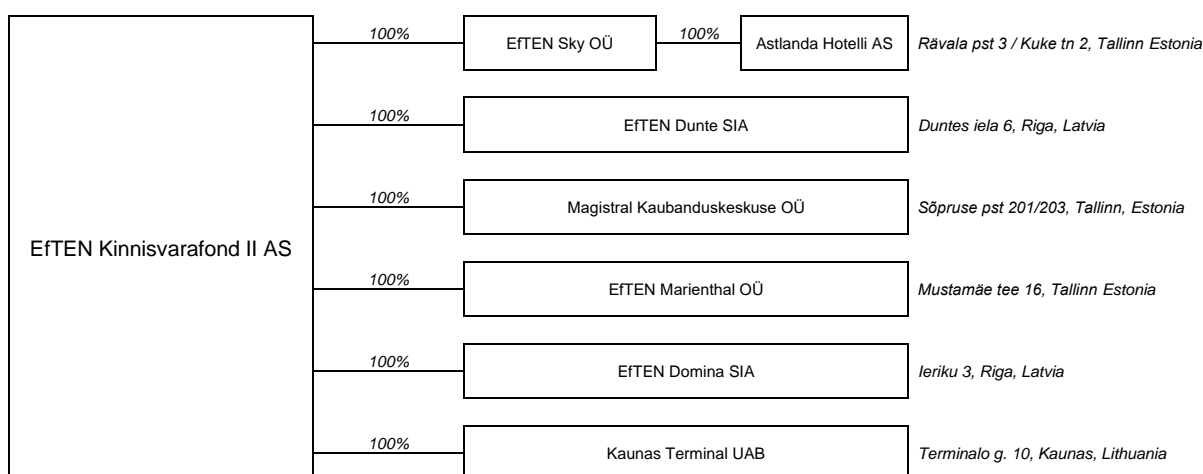 EfTEN Kinnisvarafond II AS
100% EfTEN Sky OÜ 100% Astlanda Hotelli AS Rävala pst 3 / Kuke tn 2, Tallinn Estonia
100% EfTEN Dunte SIA Duntes iela 6, Riga, Latvia
100% Magistral Kaubanduskeskuse OÜ Sõpruse pst 201/203, Tallinn, Estonia
100% EfTEN Marienthal OÜ Mustamäe tee 16, Tallinn Estonia
100% EfTEN Domina SIA Ieriku 3, Riga, Latvia
100% Kaunas Terminal UAB Terminalo g. 10, Kaunas, Lithuania